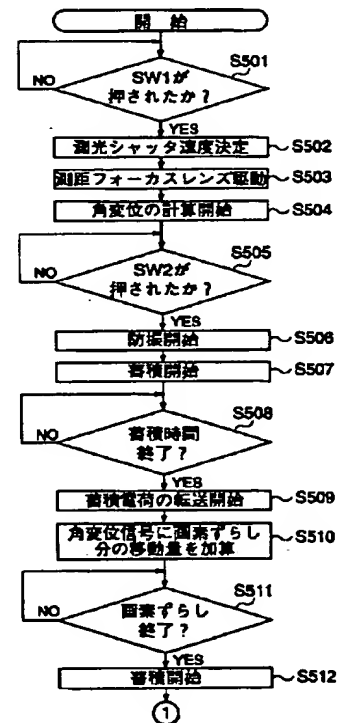 開 始
S501
SW1が
押されたか？
NO
YES
測光シャッタ速度決定
S502
測距フォーカスレンズ駆動
S503
角変位の計算開始
S504
S505
SW2が
押されたか？
NO
YES
防振開始
S506
蓄積開始
S507
S508
蓄積時間
終了？
NO
YES
蓄積電荷の転送開始
S509
角変位信号に画素ずらし
分の移動量を加算
S510
S511
画素ずらし
終了？
NO
YES
蓄積開始
S512
1